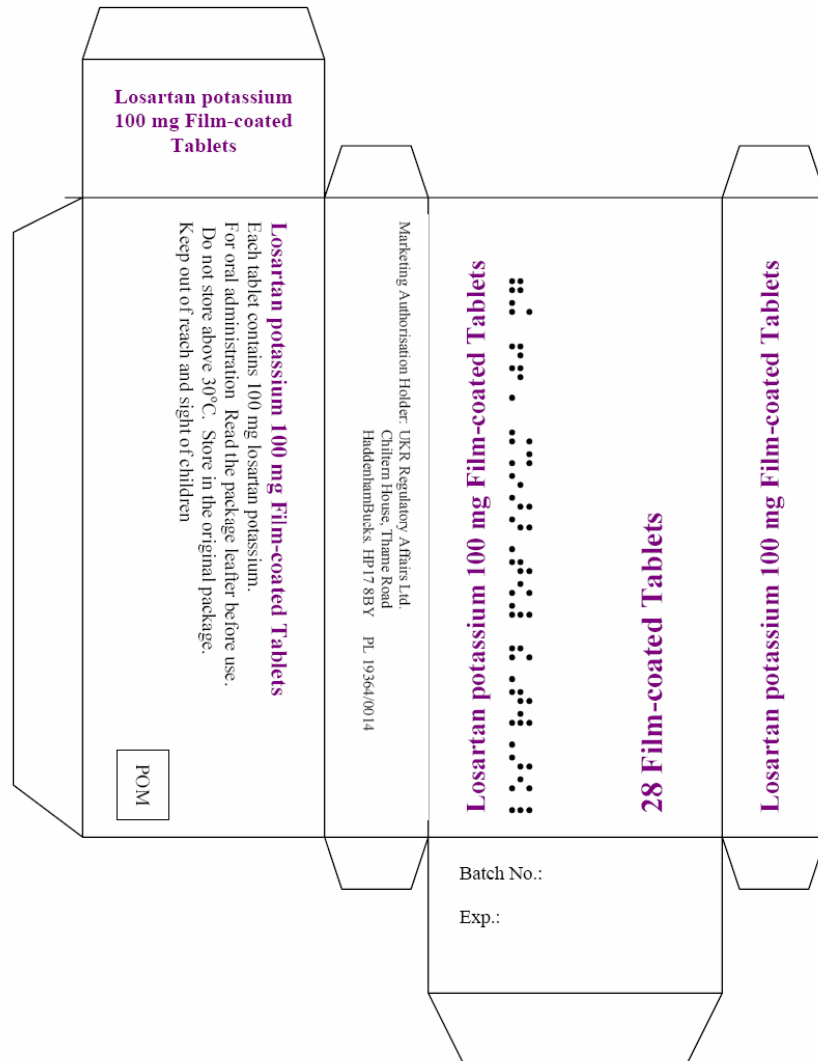 Losartan potassium
100 mg Film-coated
Tablets
Losartan potassium 100 mg Film-coated Tablets
Each tablet contains 100 mg losartan potassium.
For oral administration Read the package leafter before use.
Do not store above 30°C. Store in the original package.
Keep out of reach and sight of children
POM
Marketing Authorisation Holder: UKR Regulatory Affairs Ltd.
Chiltern House, Thame Road
HaddenhamBucks. HP17 8BY PL 19364/0014
Losartan potassium 100 mg Film-coated Tablets
28 Film-coated Tablets
Losartan potassium 100 mg Film-coated Tablets
Batch No.:
Exp.: